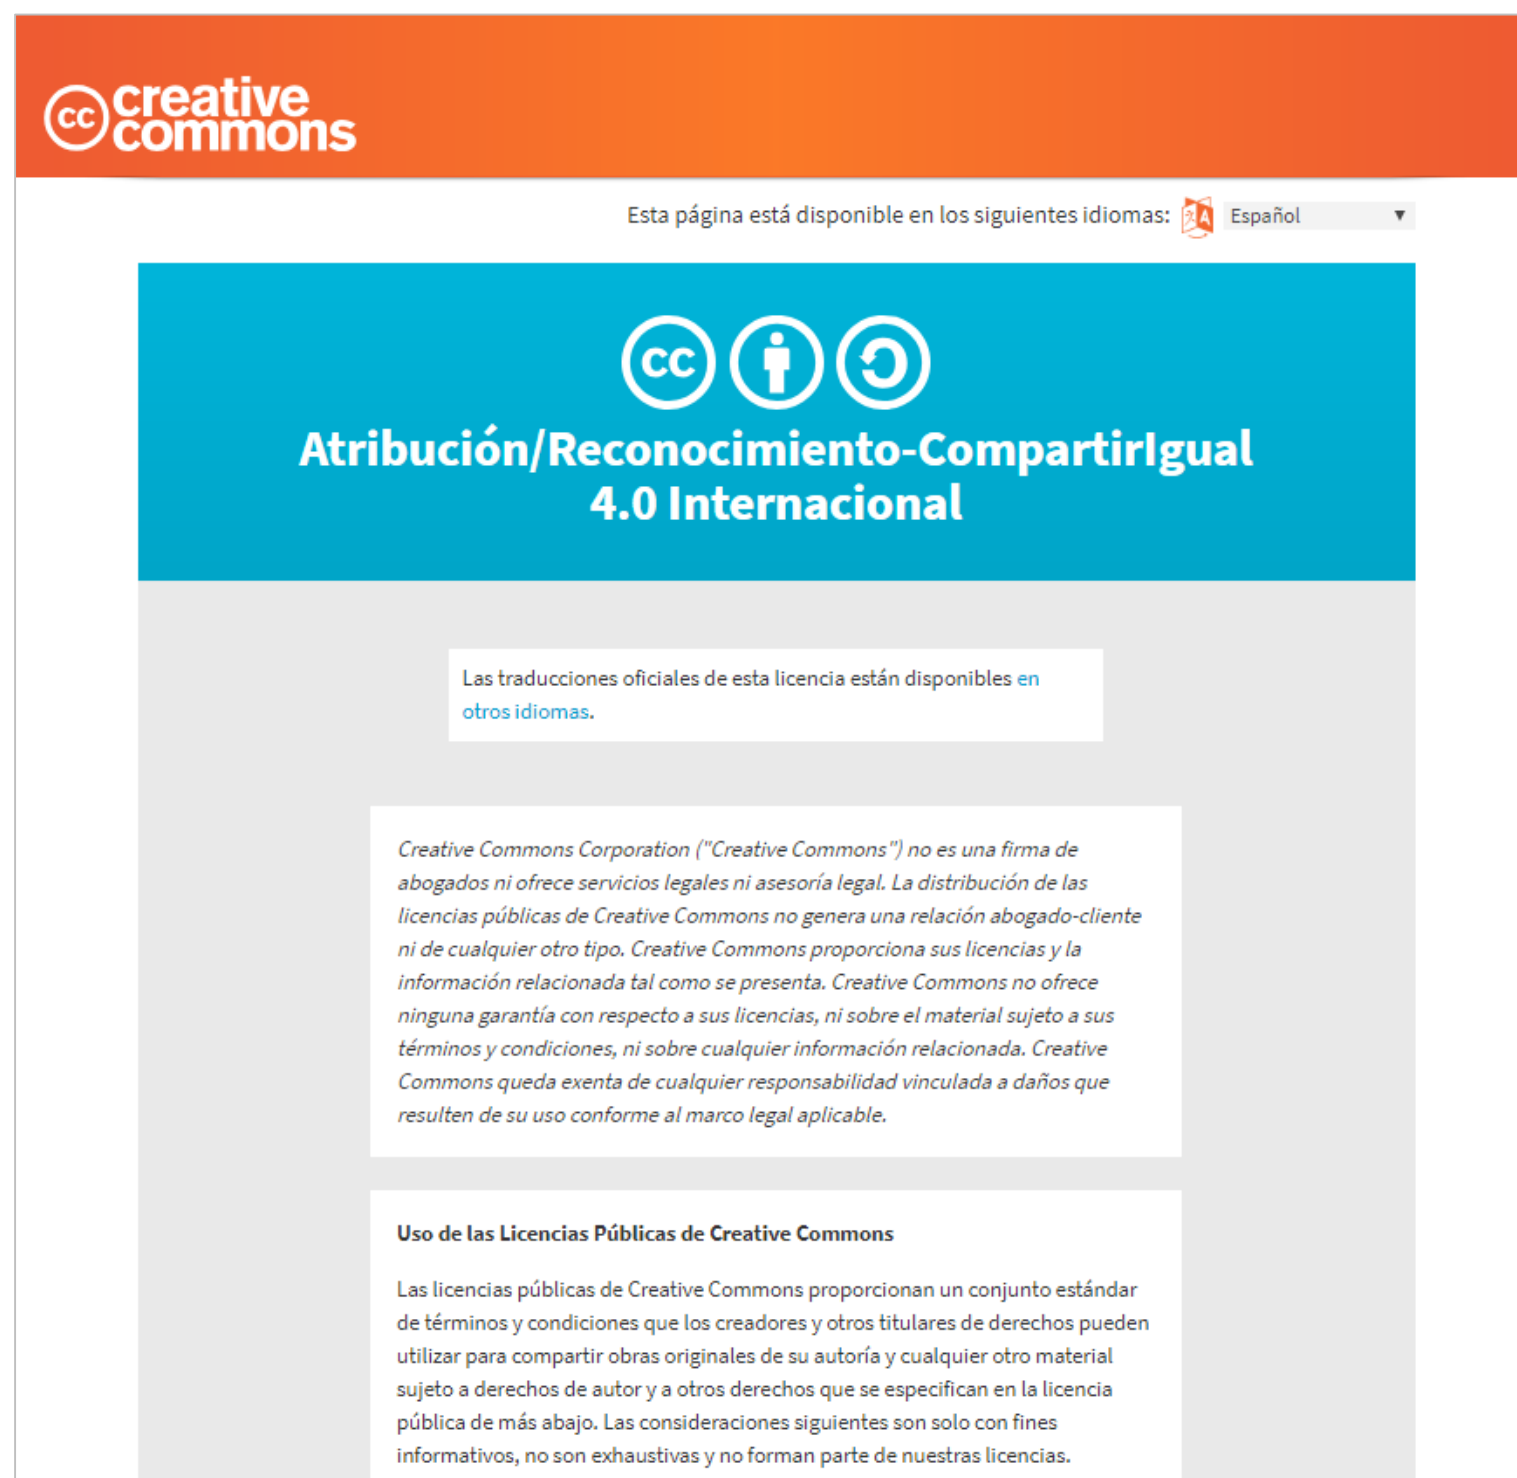 cc creative
commons
Esta página está disponible en los siguientes idiomas: Español
cc
Atribución/Reconocimiento-CompartirIgual
4.0 Internacional
Las traducciones oficiales de esta licencia están disponibles en
otros idiomas.
Creative Commons Corporation ("Creative Commons") no es una firma de
abogados ni ofrece servicios legales ni asesoría legal. La distribución de las
licencias públicas de Creative Commons no genera una relación abogado-cliente
ni de cualquier otro tipo. Creative Commons proporciona sus licencias y la
información relacionada tal como se presenta. Creative Commons no ofrece
ninguna garantía con respecto a sus licencias, ni sobre el material sujeto a sus
términos y condiciones, ni sobre cualquier información relacionada. Creative
Commons queda exenta de cualquier responsabilidad vinculada a daños que
resulten de su uso conforme al marco legal aplicable.
Uso de las Licencias Públicas de Creative Commons
Las licencias públicas de Creative Commons proporcionan un conjunto estándar
de términos y condiciones que los creadores y otros titulares de derechos pueden
utilizar para compartir obras originales de su autoría y cualquier otro material
sujeto a derechos de autor y a otros derechos que se especifican en la licencia
pública de más abajo. Las consideraciones siguientes son solo con fines
informativos, no son exhaustivas y no forman parte de nuestras licencias.